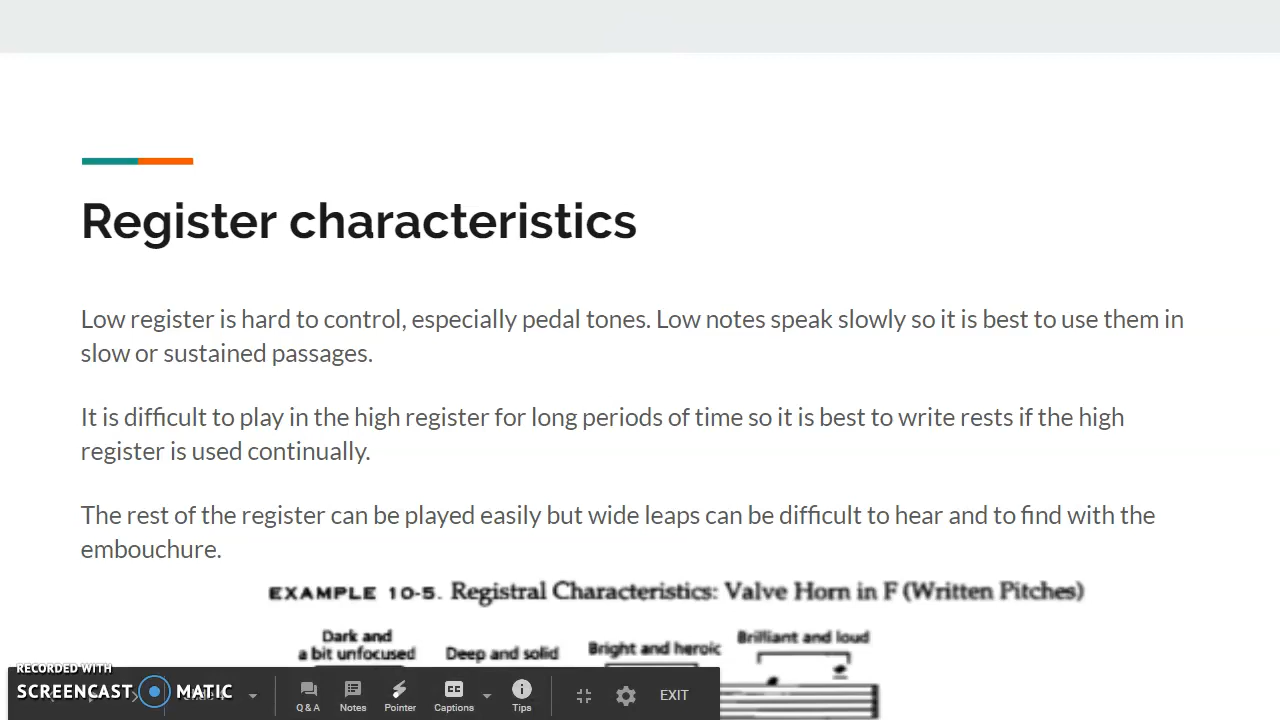 Register characteristics
Low register is hard to control, especially pedal tones. Low notes speak slowly so it is best to use them in
slow or sustained passages.
It is difficult to play in the high register for long periods of time so it is best to write rests if the high
register is used continually.
The rest of the register can be played easily but wide leaps can be difficult to hear and to find with the
embouchure.
EXAMPLE 10-5. Registral Characteristics: Valve Horn in F (Written Pitches)
Dark and
a bit unfocused
Deep and solid
Bright and heroic
Brilliant and loud
RECORDED WITH
SCREENCAST MATIC
Q & A
Notes
Pointer
CC
Captions
Tips
EXIT